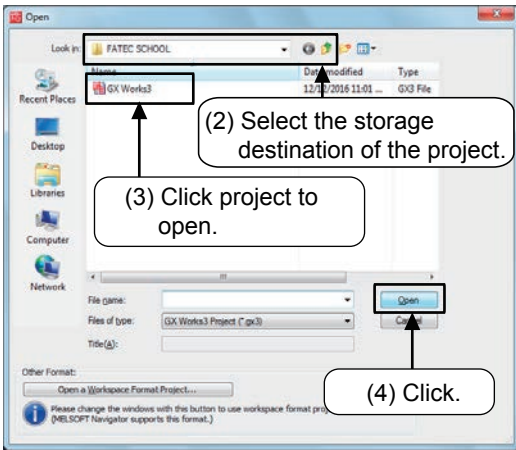 Open
Look in: FATEC SCHOOL
Name Date modified Type
GX Works3 12/12/2016 11:01 ... GX3 File
Recent Places
(2) Select the storage
destination of the project.
Desktop
Libraries
(3) Click project to
open.
Computer
Network
File name: Open
Files of type: GX Works3 Project (*.gx3) Cancel
Title(A):
(4) Click.
Other Format:
Open a Workspace Format Project...
Please change the windows with this button to use workspace format
(MELSOFT Navigator supports this format.)